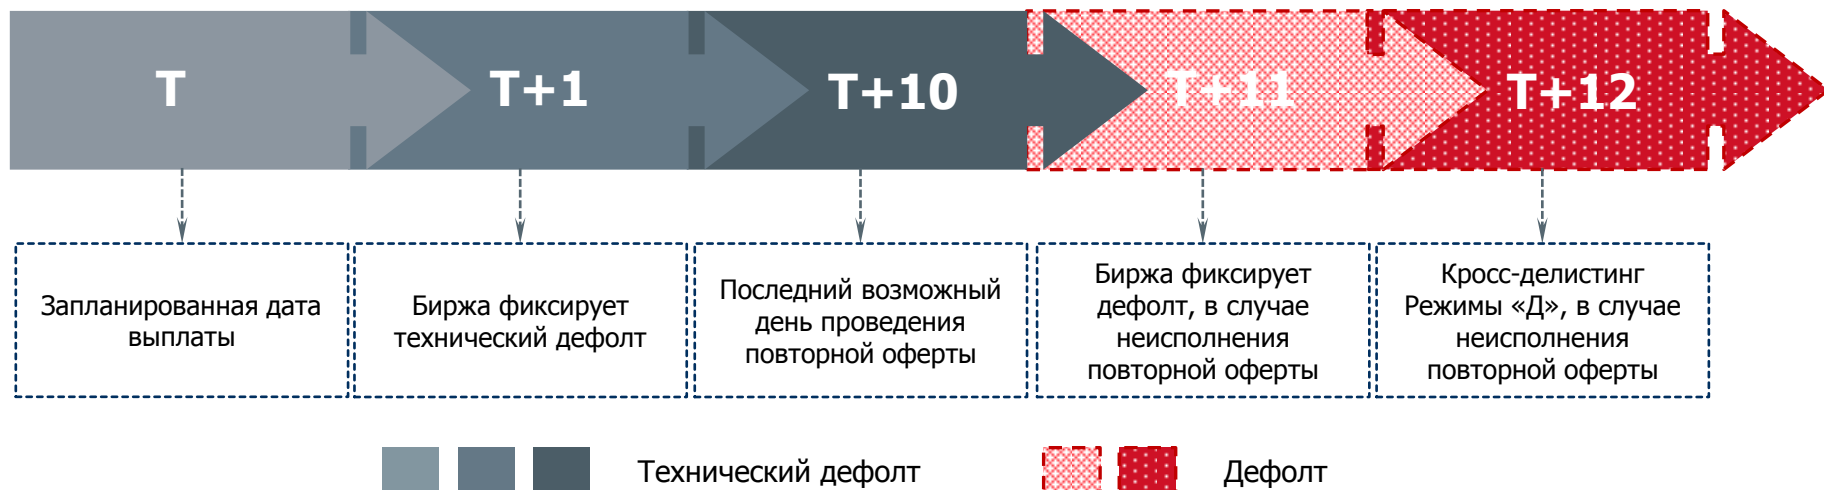 T
T+1
T+10
T+11
T+12
Запланированная дата
выплаты
Биржа фиксирует
технический дефолт
Последний возможный
день проведения
повторной оферты
Биржа фиксирует
дефолт, в случае
неисполнения
повторной оферты
Кросс-делистинг
Режимы «Д», в случае
неисполнения
повторной оферты
Технический дефолт
Дефолт